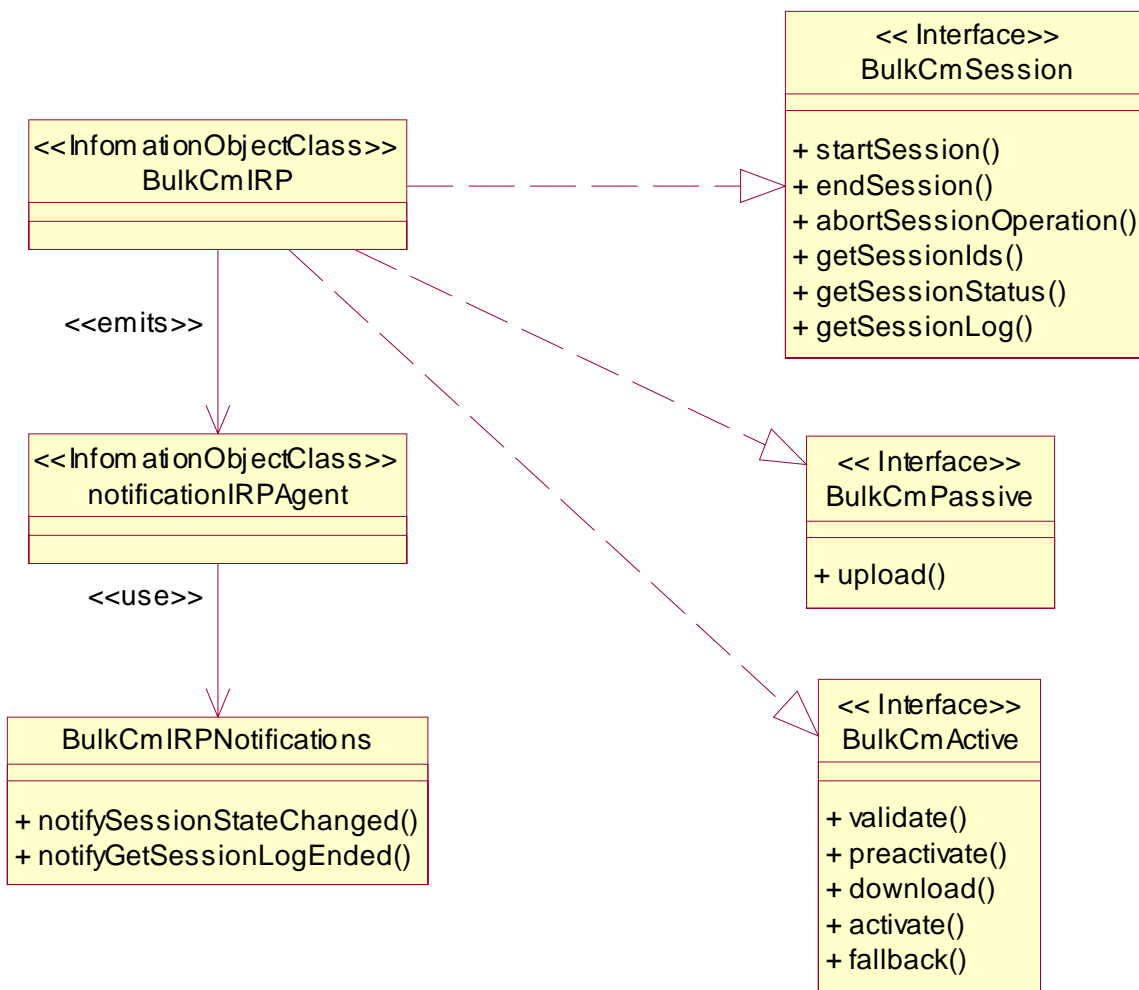 << Interface>>
BulkCmSession
+ startSession()
+ endSession()
+ abortSessionOperation()
+ getSessionIds()
+ getSessionStatus()
+ getSessionLog()
<<InfomationObjectClass>>
BulkCmIRP
<<emits>>
<<InfomationObjectClass>>
notificationIRPAgent
<<use>>
BulkCmIRPNotifications
+ notifySessionStateChanged()
+ notifyGetSessionLogEnded()
<< Interface>>
BulkCmPassive
+ upload()
<< Interface>>
BulkCmActive
+ validate()
+ preactivate()
+ download()
+ activate()
+ fallback()